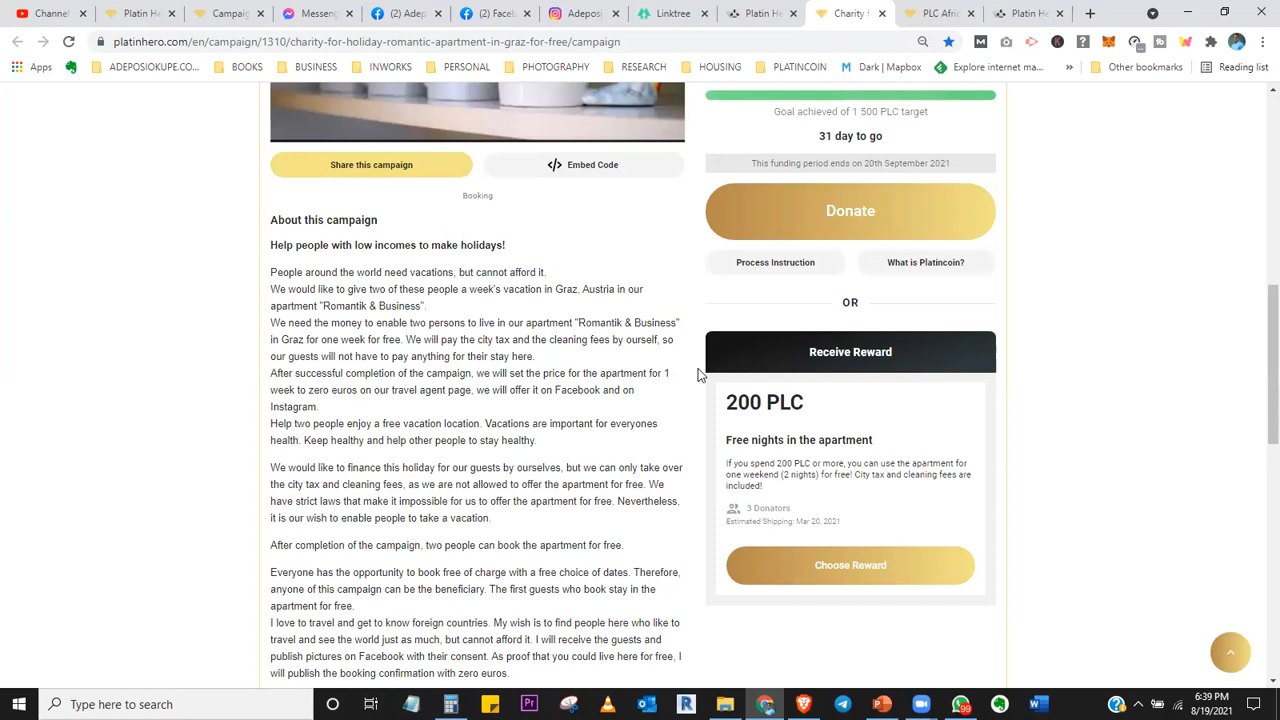 Channel
Platin He
Campaig
Messeng
(2) Adep
(2) Faceb
Adeposi
Linktree
Platin He
Charity f
PLC Afric
Platin He
platinhero.com/en/campaign/1310/charity-for-holiday-romantic-apartment-in-graz-for-free/campaign
Apps
ADEPOSIOKUPE.CO...
BOOKS
BUSINESS
INWORKS
PERSONAL
PHOTOGRAPHY
RESEARCH
HOUSING
PLATINCOIN
Dark | Mapbox
Explore internet ma...
»
Other bookmarks
Reading list
Share this campaign
</> Embed Code
Booking
About this campaign
Help people with low incomes to make holidays!
People around the world need vacations, but cannot afford it.
We would like to give two of these people a week's vacation in Graz, Austria in our
apartment "Romantik & Business".
We need the money to enable two persons to live in our apartment "Romantik & Business"
in Graz for one week for free. We will pay the city tax and the cleaning fees by ourself, so
our guests will not have to pay anything for their stay here.
After successful completion of the campaign, we will set the price for the apartment for 1
week to zero euros on our travel agent page, we will offer it on Facebook and on
Instagram.
Help two people enjoy a free vacation location. Vacations are important for everyones
health. Keep healthy and help other people to stay healthy.
We would like to finance this holiday for our guests by ourselves, but we can only take over
the city tax and cleaning fees, as we are not allowed to offer the apartment for free. We
have strict laws that make it impossible for us to offer the apartment for free. Nevertheless,
it is our wish to enable people to take a vacation.
After completion of the campaign, two people can book the apartment for free.
Everyone has the opportunity to book free of charge with a free choice of dates. Therefore,
anyone of this campaign can be the beneficiary. The first guests who book stay in the
apartment for free.
I love to travel and get to know foreign countries. My wish is to find people here who like to
travel and see the world just as much, but cannot afford it. I will receive the guests and
publish pictures on Facebook with their consent. As proof that you could live here for free, I
will publish the booking confirmation with zero euros.
Goal achieved of 1 500 PLC target
31 day to go
This funding period ends on 20th September 2021
Donate
Process Instruction
What is Platincoin?
OR
Receive Reward
200 PLC
Free nights in the apartment
If you spend 200 PLC or more, you can use the apartment for
one weekend (2 nights) for free! City tax and cleaning fees are
included!
3 Donators
Estimated Shipping: Mar 20, 2021
Choose Reward
Type here to search
99
6:39 PM
8/19/2021